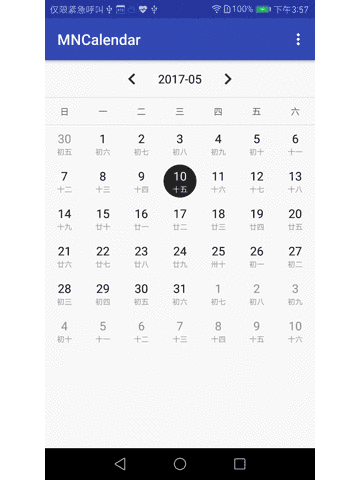 仅限紧急呼叫 100% 下午3:57
MNCalendar
2017-05
日 一 二 三 四 五 六
30 1 2 3 4 5 6
初五 初六 初七 初八 初九 初十 十一
7 8 9 10 11 12 13
十二 十三 十四 十五 十六 十七 十八
14 15 16 17 18 19 20
十九 二十 廿一 廿二 廿三 廿四 廿五
21 22 23 24 25 26 27
廿六 廿七 廿八 廿九 卅十 初一 初二
28 29 30 31 1 2 3
初三 初四 初五 初六 初七 初八 初九
4 5 6 7 8 9 10
初十 十一 十二 十三 十四 十五 十六